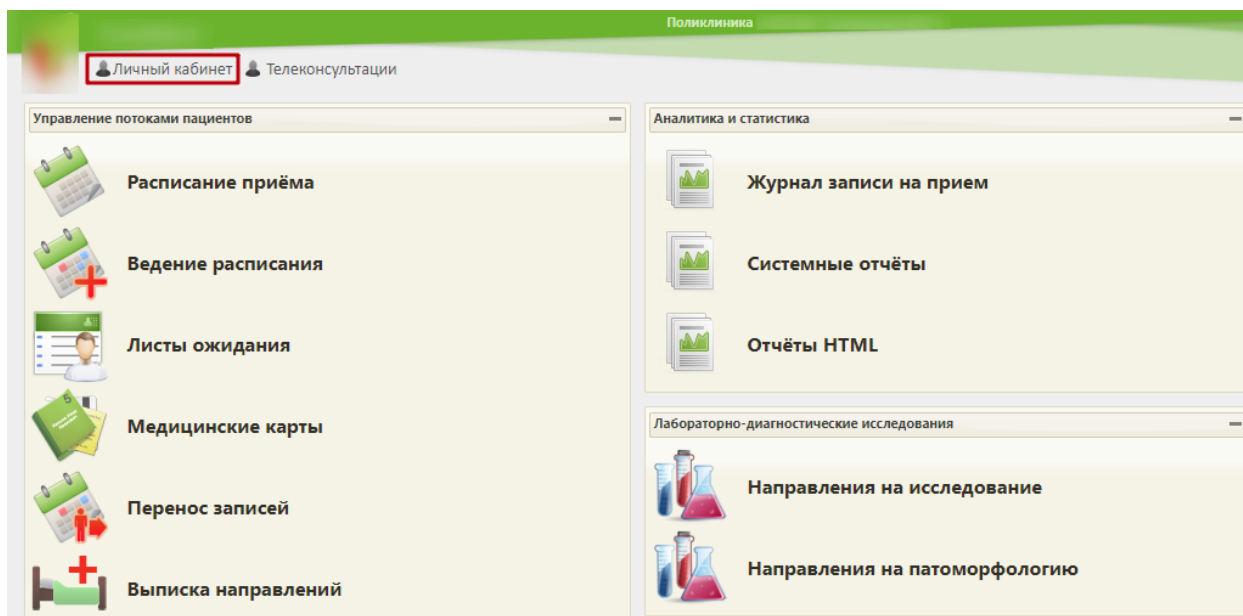 Поликлиника
Личный кабинет Телеконсультации
Управление потоками пациентов
Расписание приёма
Ведение расписания
Листы ожидания
Медицинские карты
Перенос записей
Выписка направлений
Аналитика и статистика
Журнал записи на прием
Системные отчёты
Отчёты HTML
Лабораторно-диагностические исследования
Направления на исследование
Направления на патоморфологию